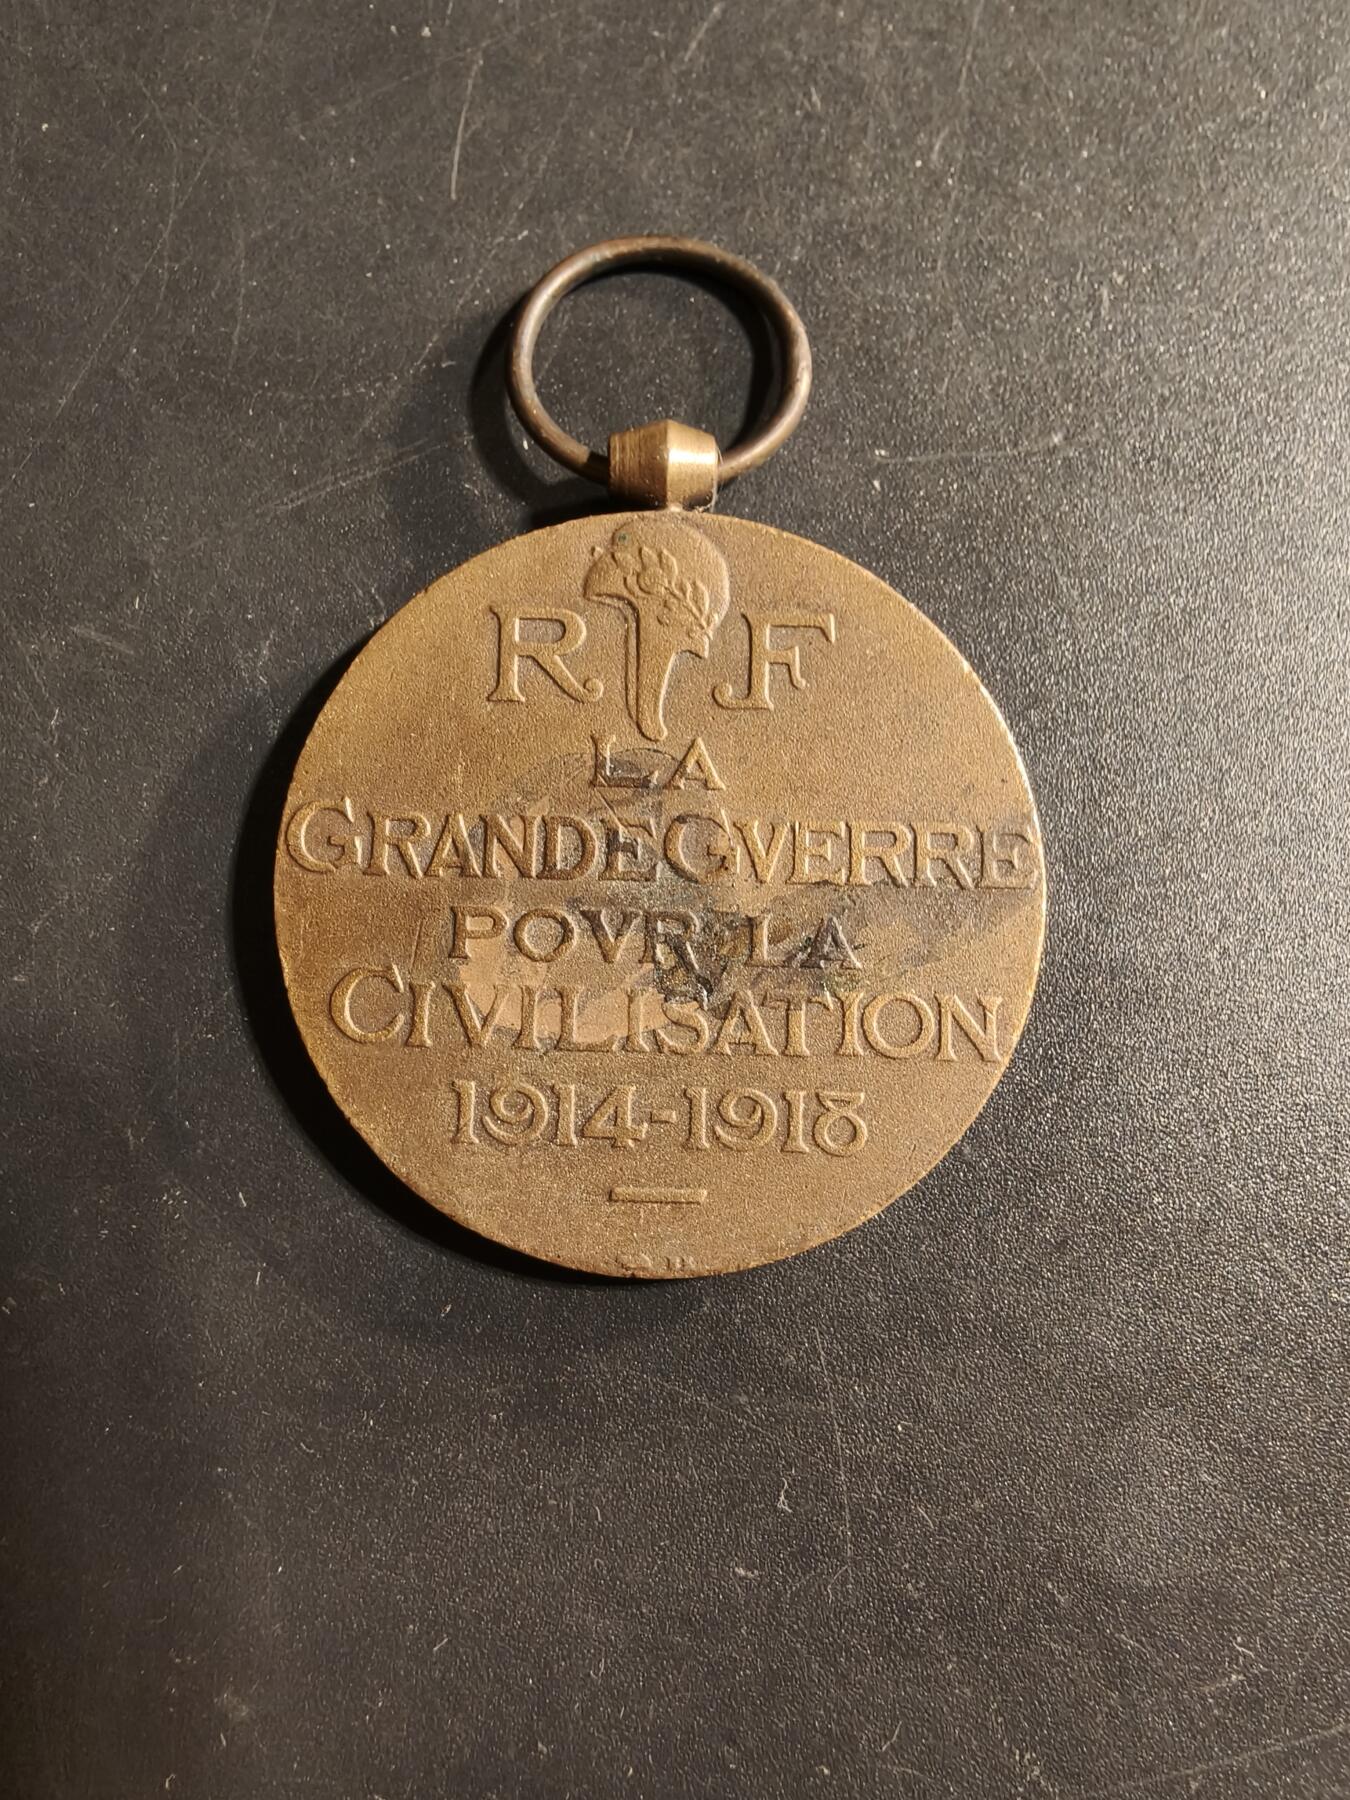 R F
LA
GRANDE GVERRE
POVR LA
CIVILISATION
1914-1918